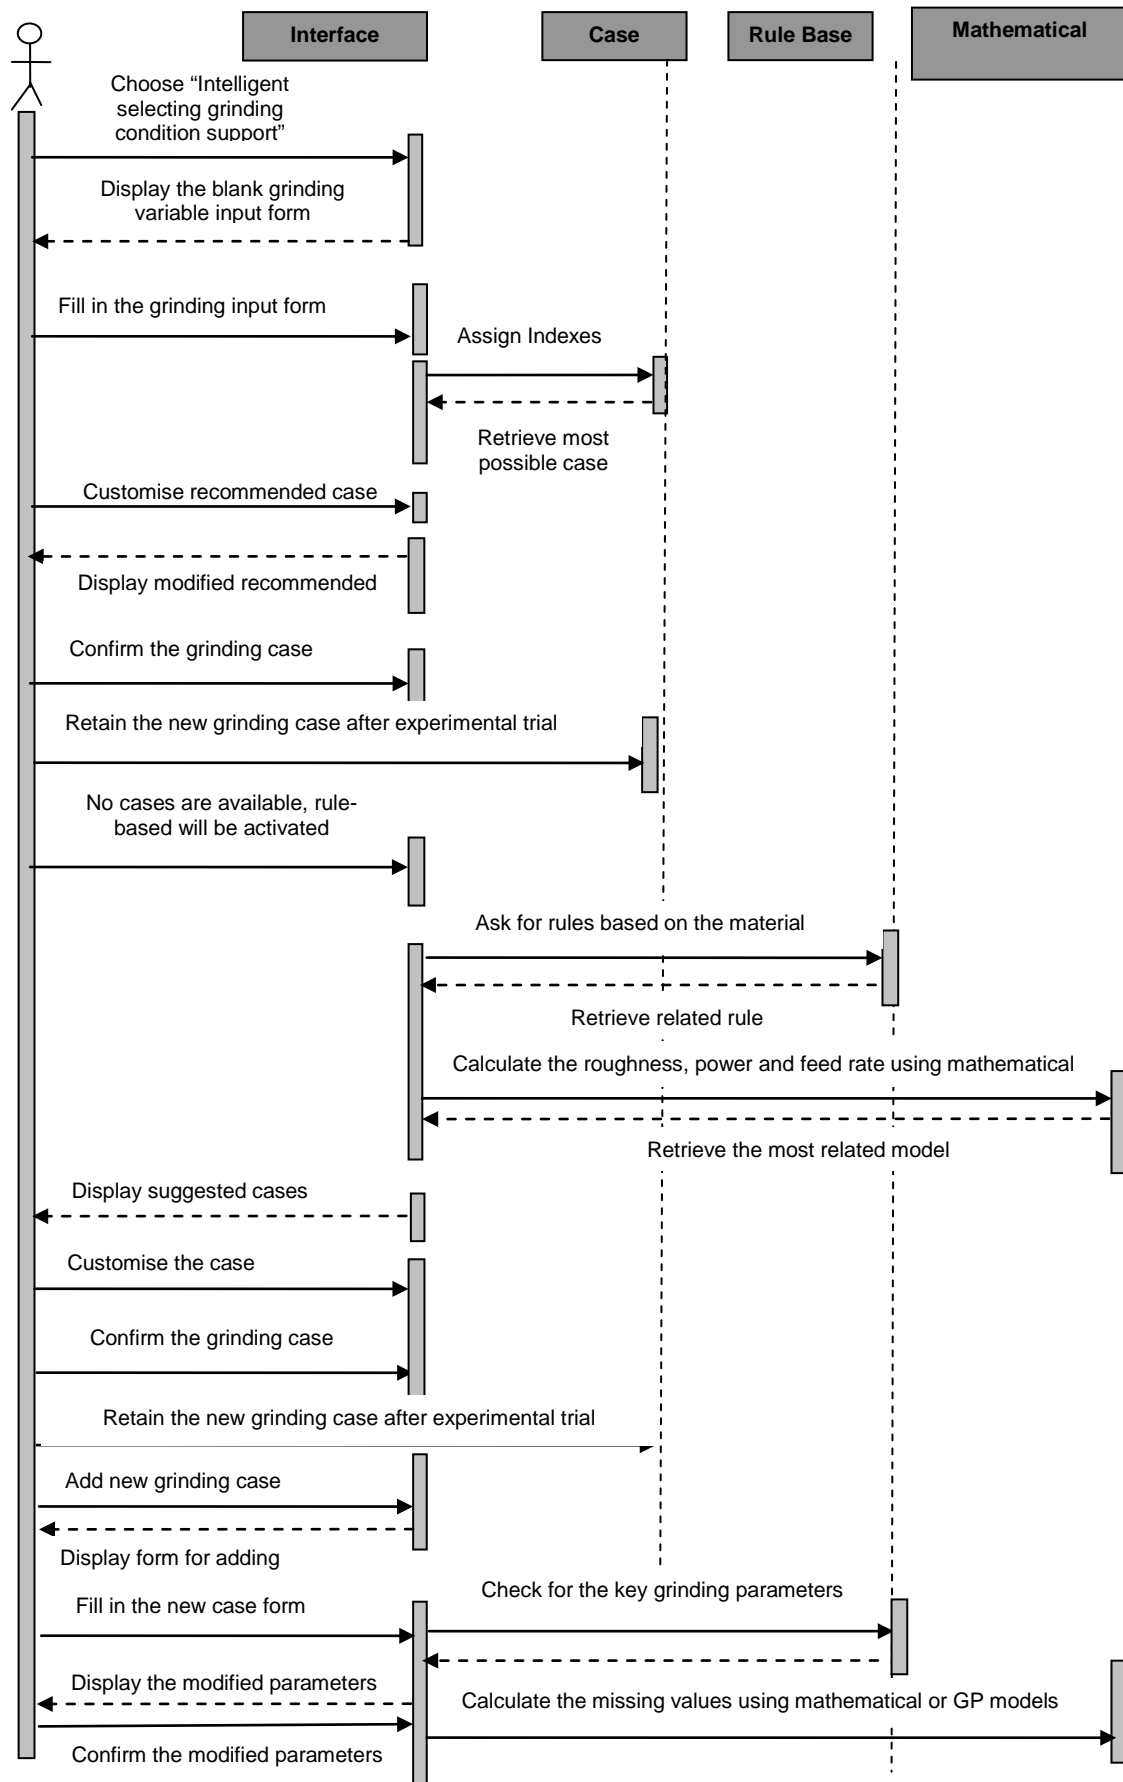 Interface
Case
Rule Base
Mathematical
Choose “Intelligent
selecting grinding
condition support”
Display the blank grinding
variable input form
Fill in the grinding input form
Assign Indexes
Retrieve most
possible case
Customise recommended case
Display modified recommended
Confirm the grinding case
Retain the new grinding case after experimental trial
No cases are available, rule-
based will be activated
Ask for rules based on the material
Retrieve related rule
Calculate the roughness, power and feed rate using mathematical
Retrieve the most related model
Display suggested cases
Customise the case
Confirm the grinding case
Retain the new grinding case after experimental trial
Add new grinding case
Display form for adding
Check for the key grinding parameters
Fill in the new case form
Display the modified parameters
Calculate the missing values using mathematical or GP models
Confirm the modified parameters